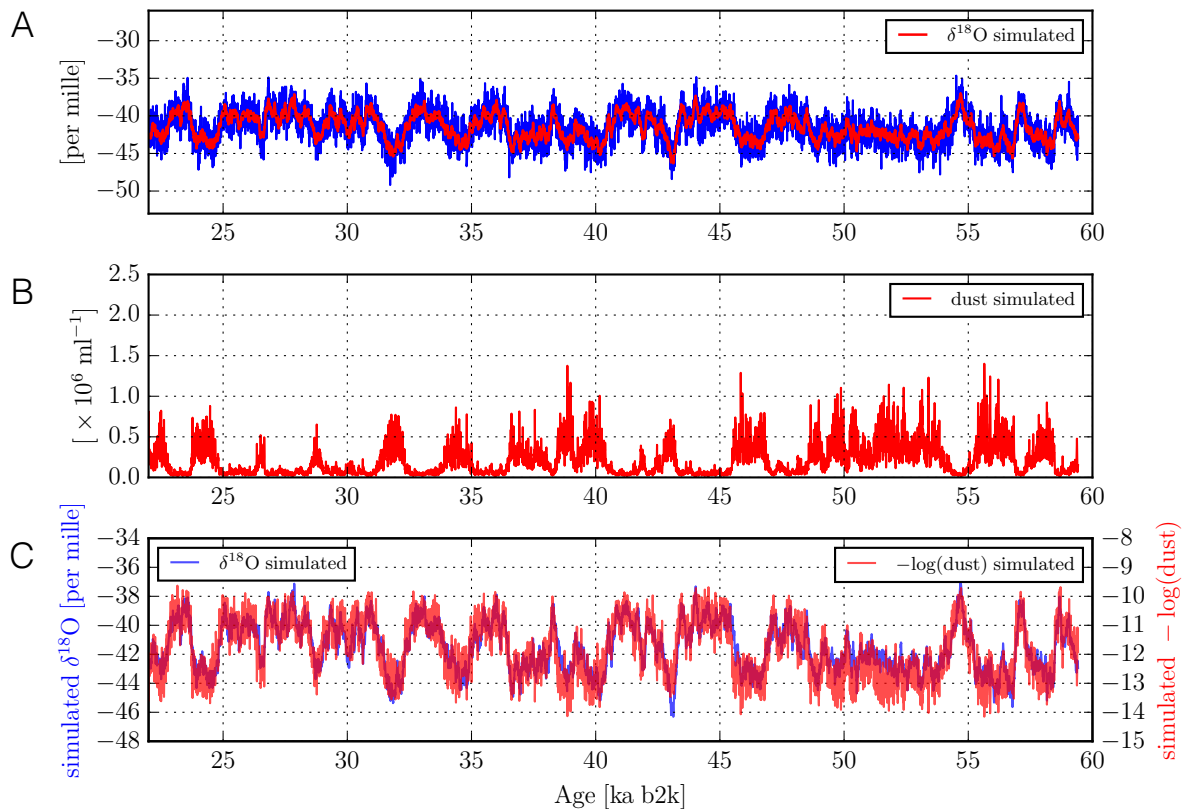 A
[per mille]
−30
−35
−40
−45
−50
δ¹⁸O simulated
25 30 35 40 45 50 55 60
B
[ × 10⁶ ml⁻¹]
2.5
2.0
1.5
1.0
0.5
0.0
dust simulated
25 30 35 40 45 50 55 60
C
simulated δ¹⁸O [per mille]
−34
−36
−38
−40
−42
−44
−46
−48
δ¹⁸O simulated
−log(dust) simulated
−8
−9
−10
−11
−12
−13
−14
−15
simulated −log(dust)
25 30 35 40 45 50 55 60
Age [ka b2k]